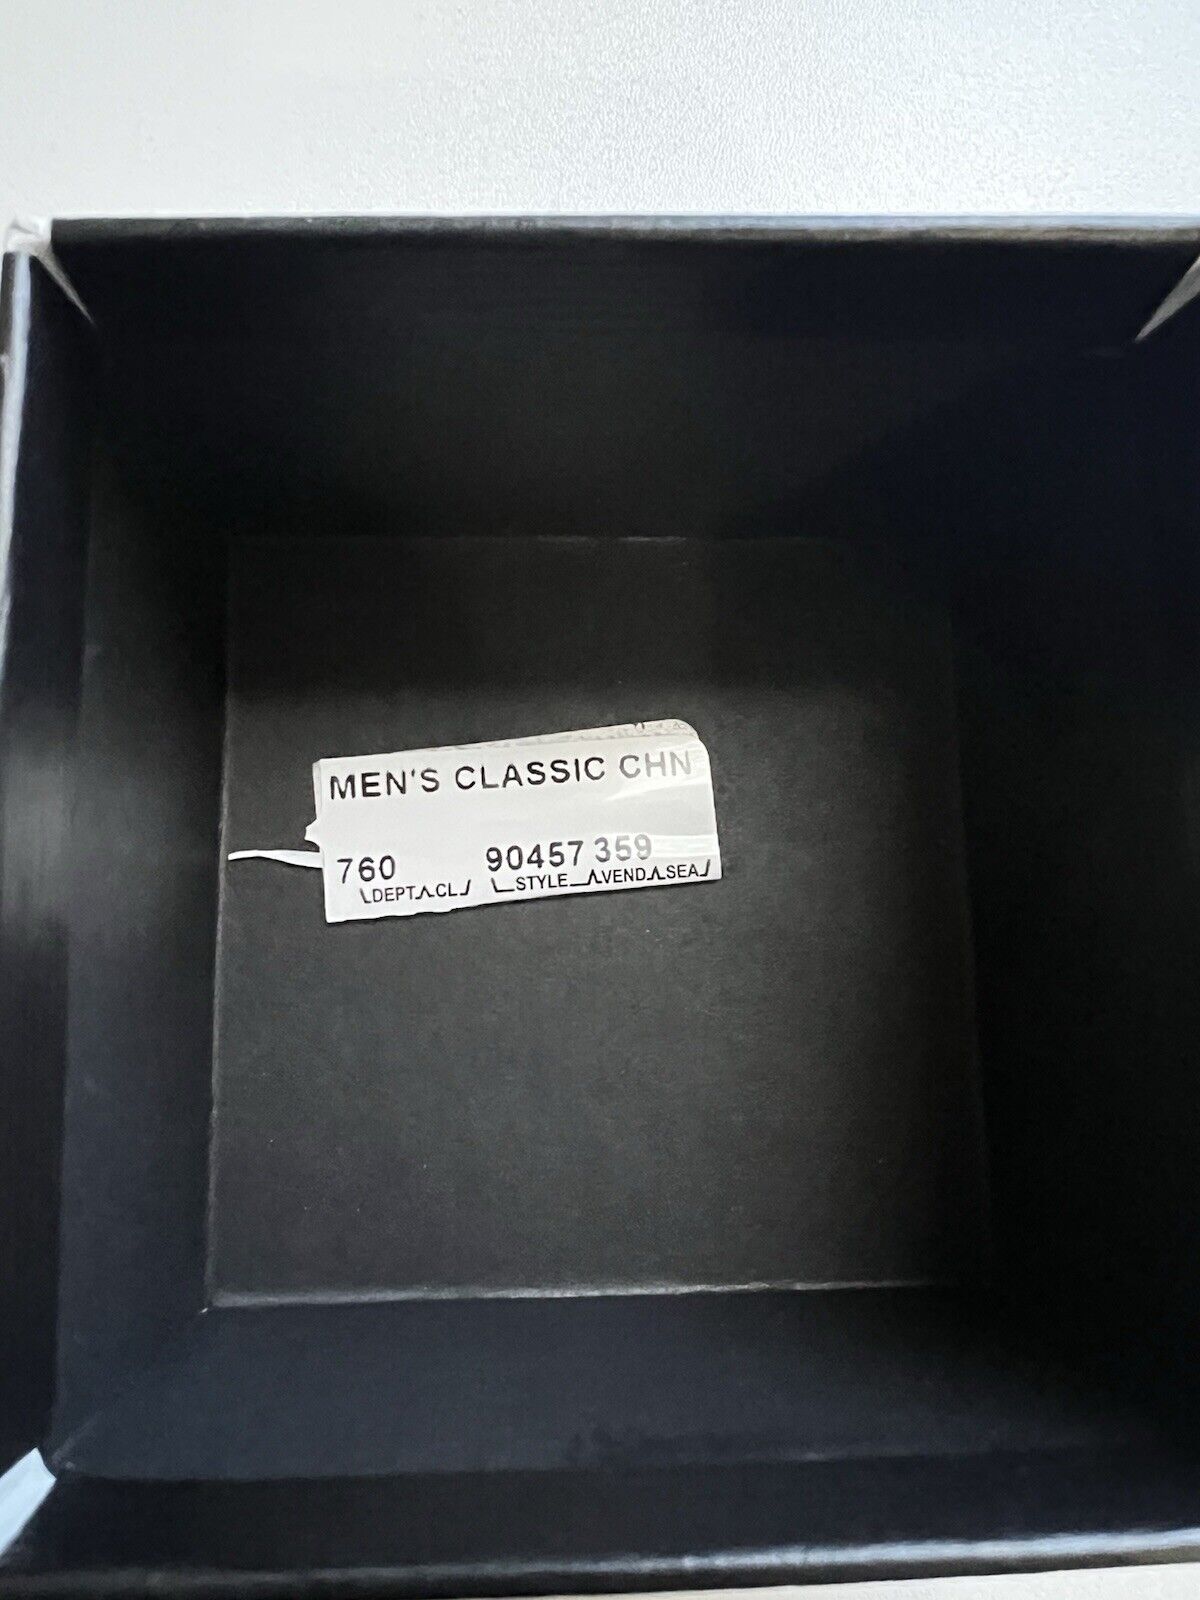 MEN'S CLASSIC CHN
760 90457 359
DEPT CL STYLE VEND SEA